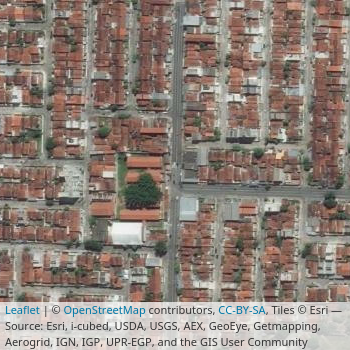 Leaflet | © OpenStreetMap contributors, CC-BY-SA, Tiles © Esri —
Source: Esri, i-cubed, USDA, USGS, AEX, GeoEye, Getmapping,
Aerogrid, IGN, IGP, UPR-EGP, and the GIS User Community